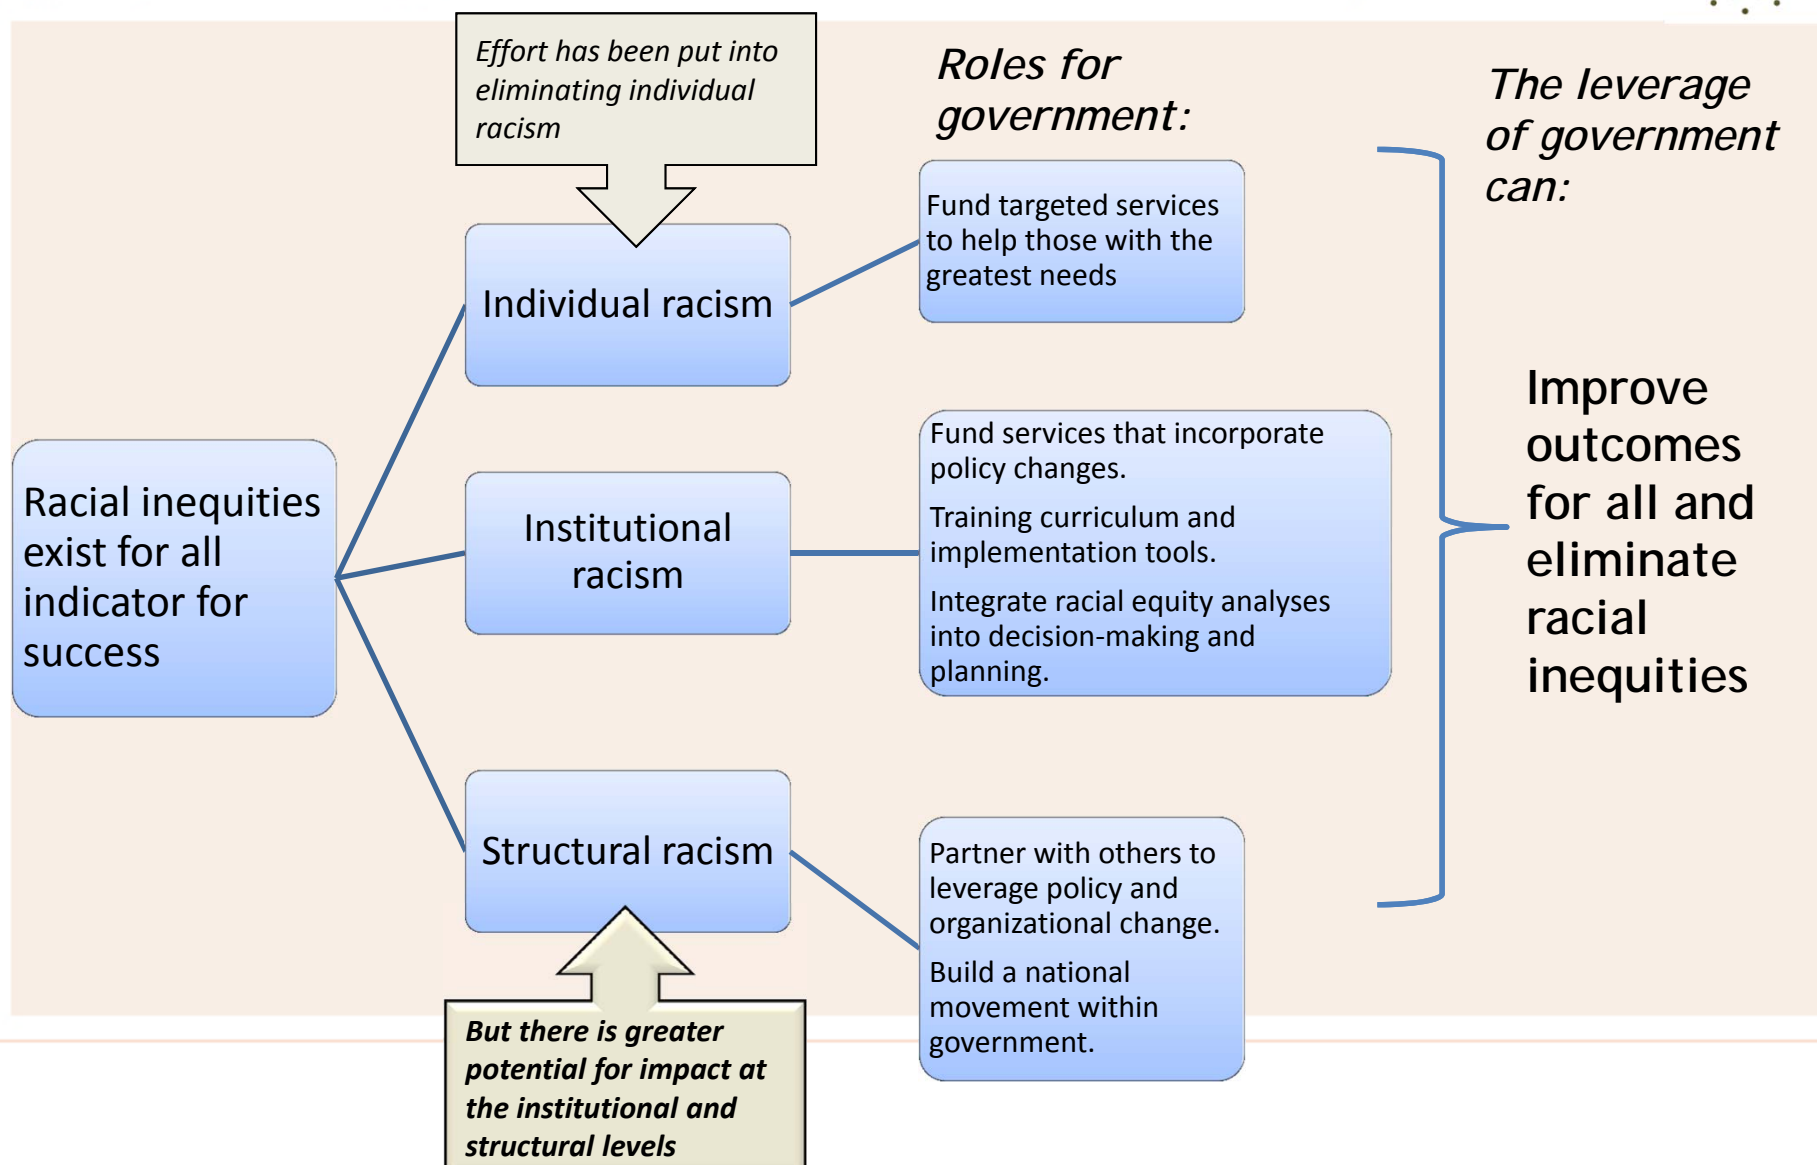 Effort has been put into
eliminating individual
racism
Roles for
government:
The leverage
of government
can:
Fund targeted services
to help those with the
greatest needs
Individual racism
Improve
outcomes
for all and
eliminate
racial
inequities
Fund services that incorporate
policy changes.
Training curriculum and
implementation tools.
Integrate racial equity analyses
into decision-making and
planning.
Racial inequities
exist for all
indicator for
success
Institutional
racism
Structural racism
Partner with others to
leverage policy and
organizational change.
Build a national
movement within
government.
But there is greater
potential for impact at
the institutional and
structural levels